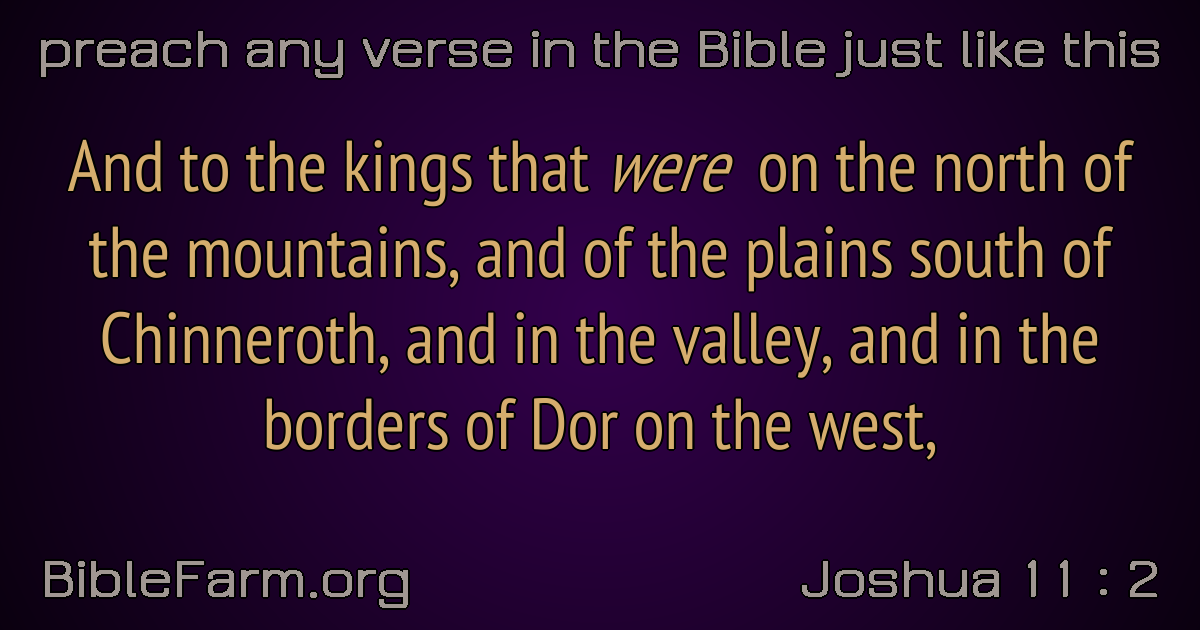 preach any verse in the Bible just like this
And to the kings that were on the north of
the mountains, and of the plains south of
Chinneroth, and in the valley, and in the
borders of Dor on the west,
BibleFarm.org
Joshua 11 : 2